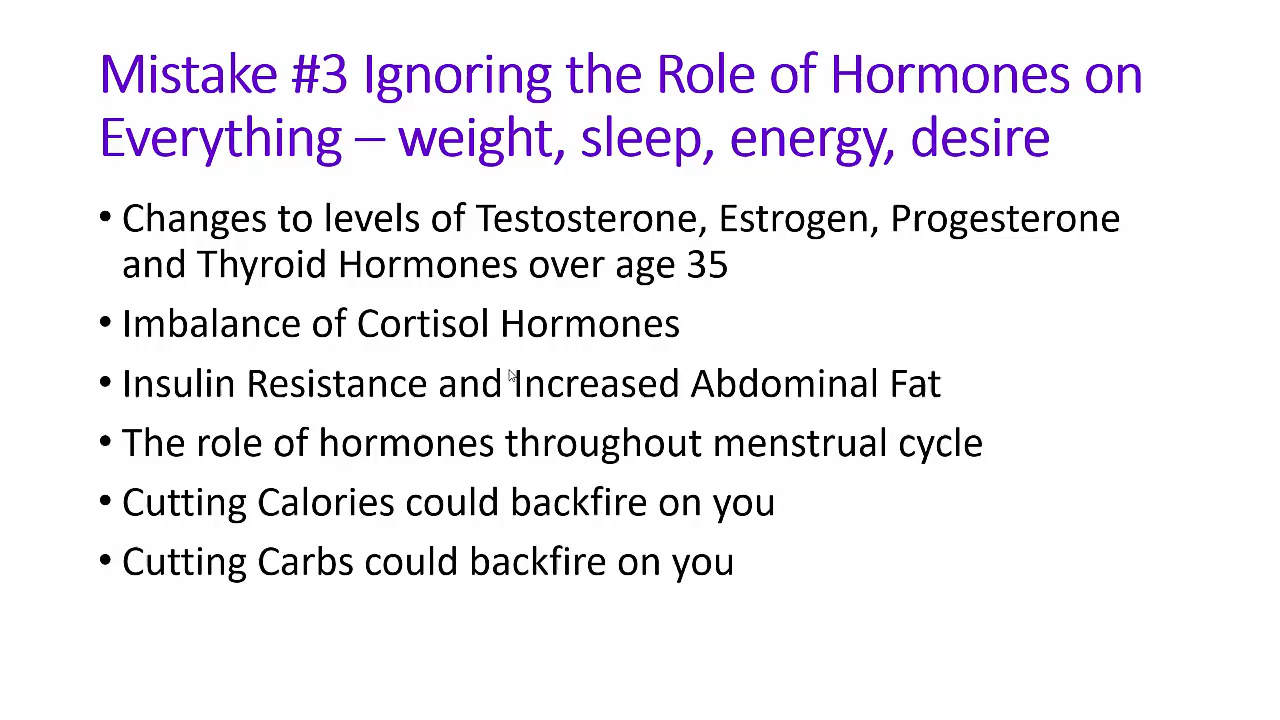 Mistake #3 Ignoring the Role of Hormones on
Everything – weight, sleep, energy, desire
• Changes to levels of Testosterone, Estrogen, Progesterone
and Thyroid Hormones over age 35
• Imbalance of Cortisol Hormones
• Insulin Resistance and Increased Abdominal Fat
• The role of hormones throughout menstrual cycle
• Cutting Calories could backfire on you
• Cutting Carbs could backfire on you